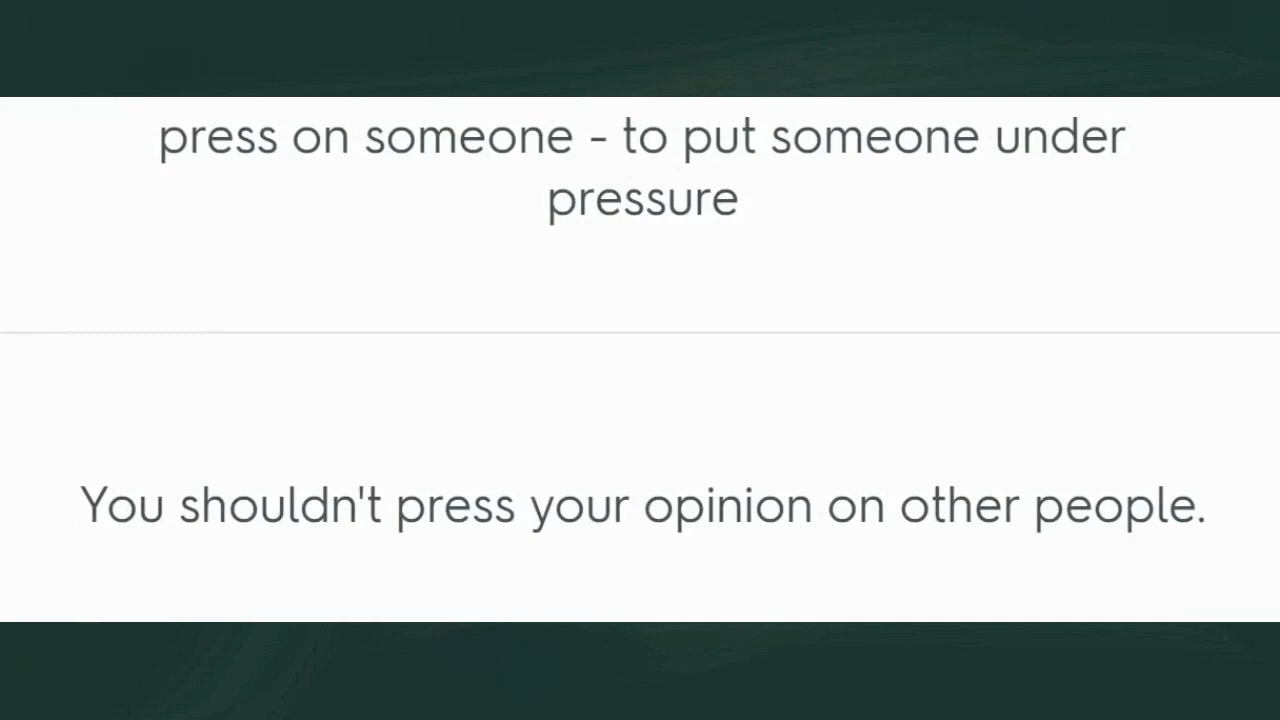 press on someone - to put someone under
pressure
You shouldn't press your opinion on other people.